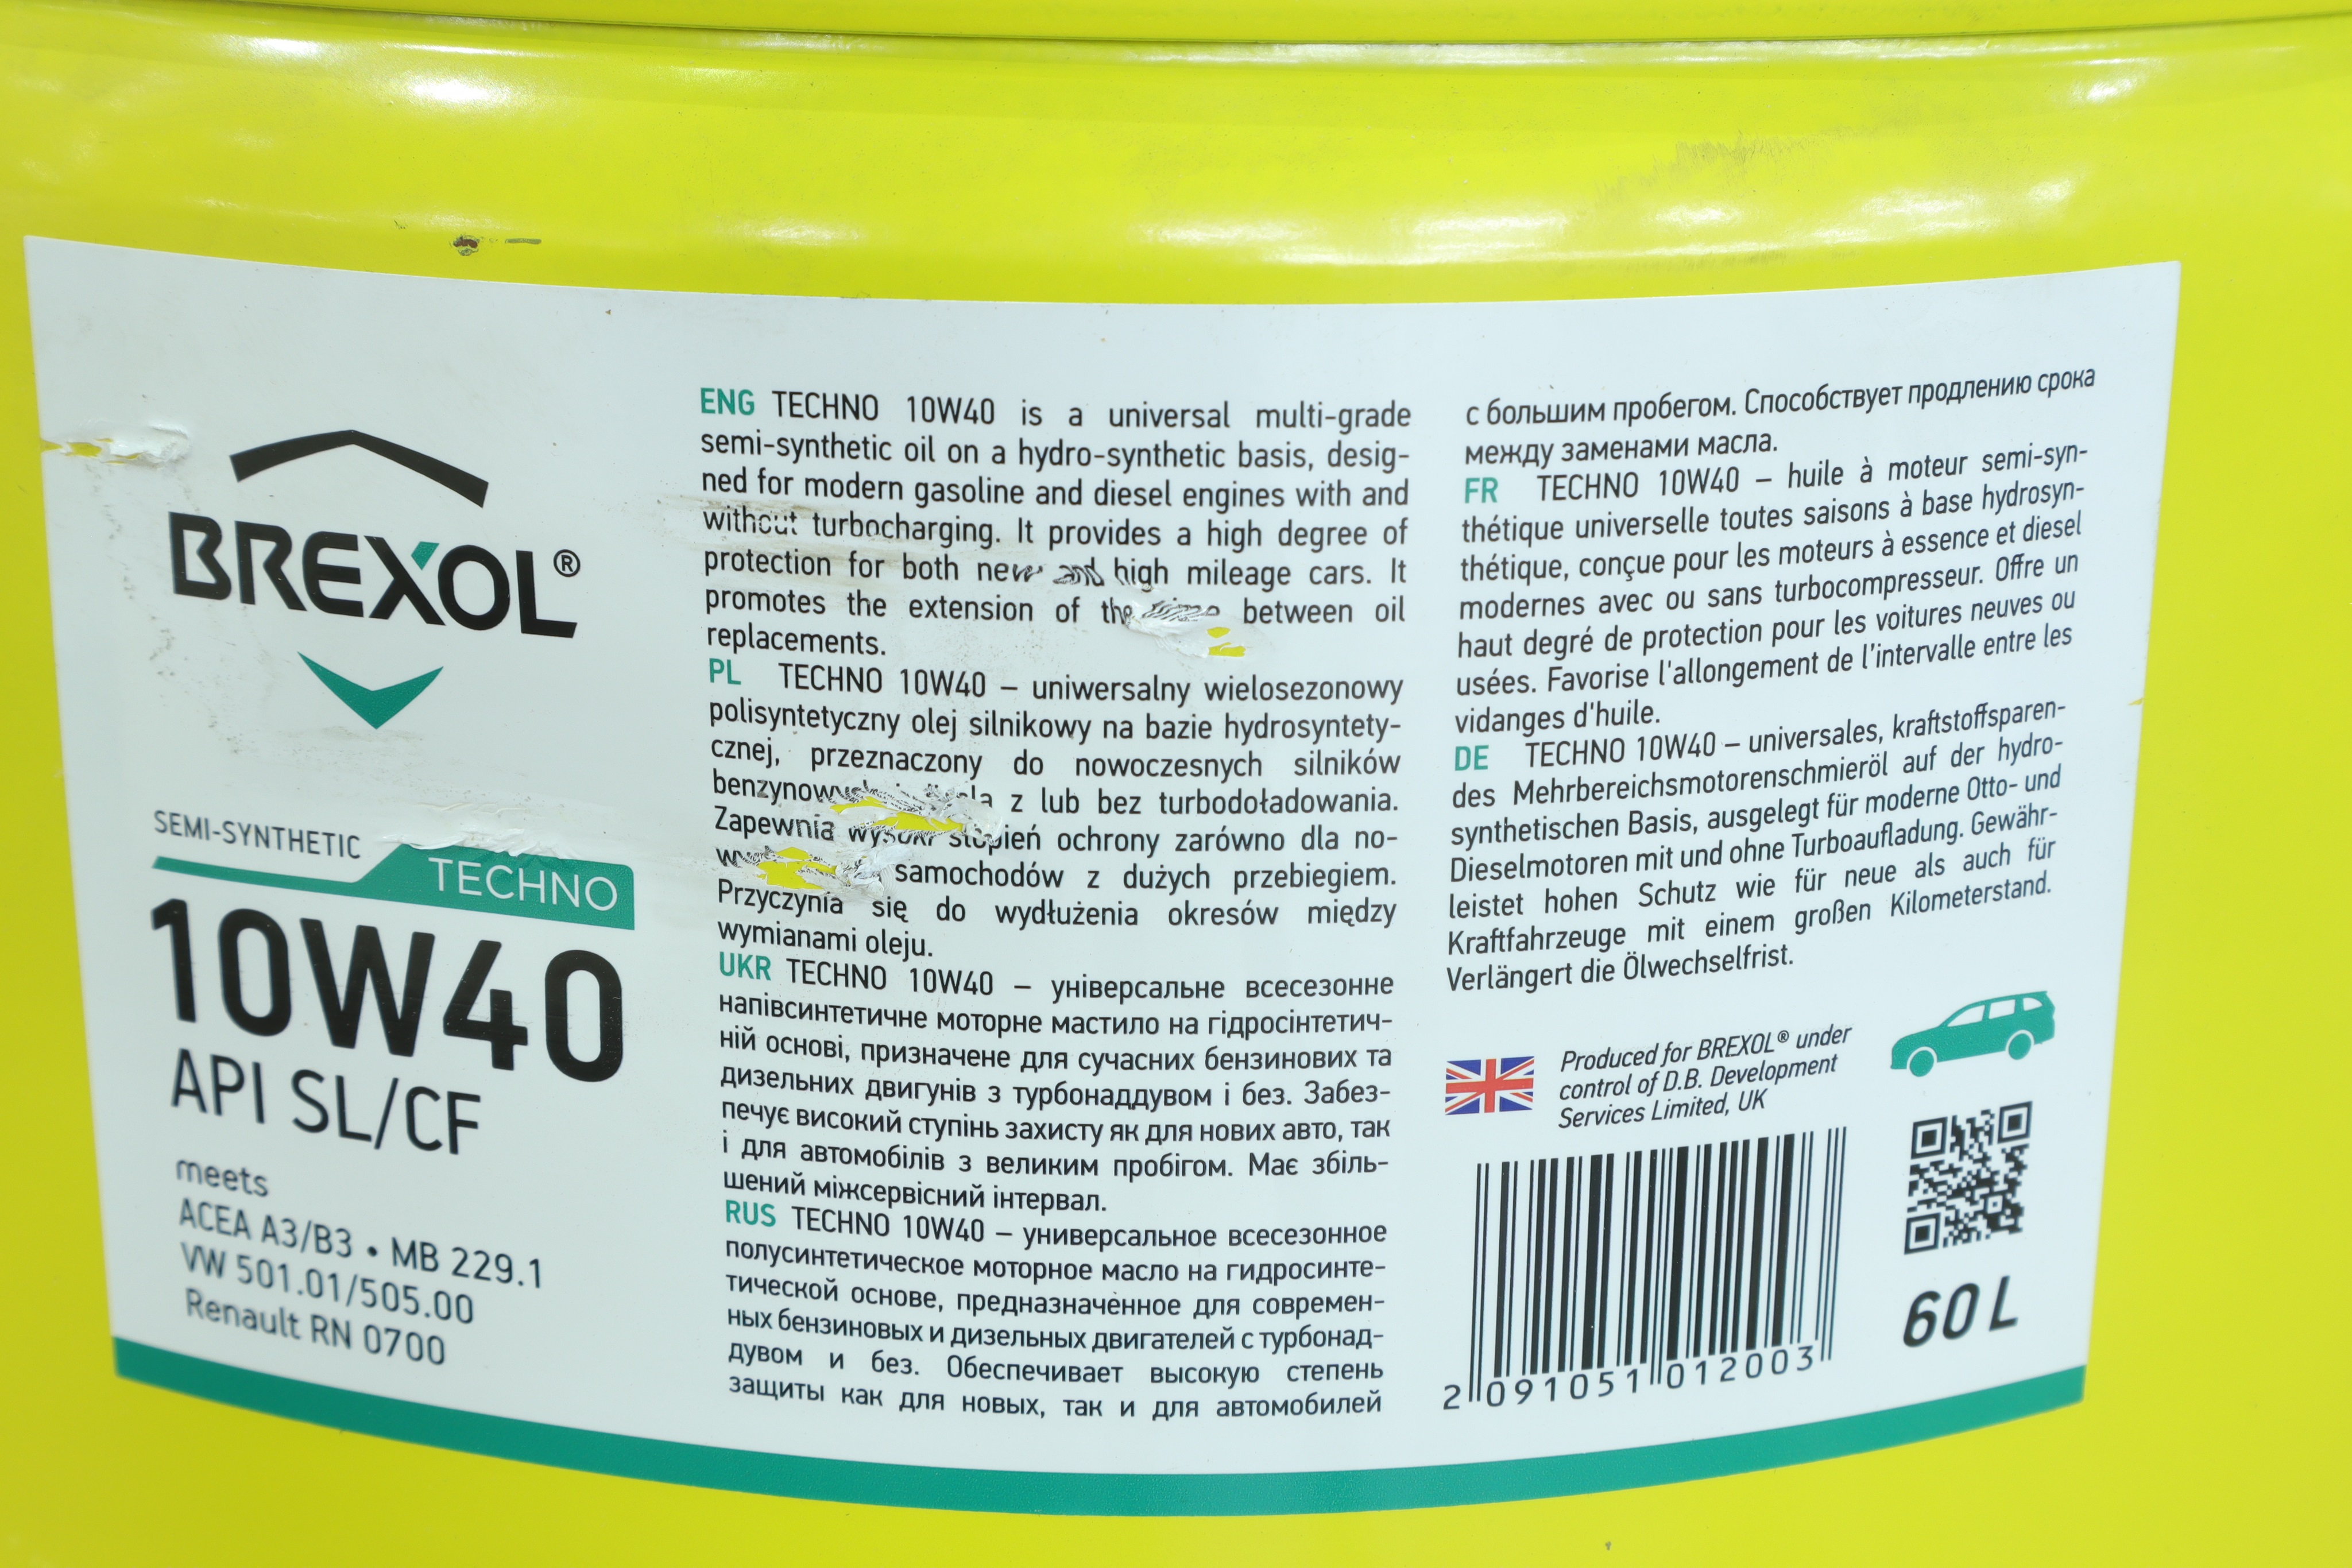 BREXOL®
SEMI-SYNTHETIC
TECHNO
10W40
API SL/CF
meets
ACEA A3/B3 • MB 229.1
VW 501.01/505.00
Renault RN 0700
ENG TECHNO 10W40 is a universal multi-grade
semi-synthetic oil on a hydro-synthetic basis, desig-
ned for modern gasoline and diesel engines with and
without turbocharging. It provides a high degree of
protection for both new and high mileage cars. It
promotes the extension of the between oil
replacements.
PL TECHNO 10W40 – uniwersalny wielosezonowy
polisyntetyczny olej silnikowy na bazie hydrosyntety-
cznej, przeznaczony do nowoczesnych silników
z lub bez turbodoładowania.
Zapewnia wysoki stopień ochrony zarówno dla no-
samochodów z dużych przebiegiem.
Przyczynia się do wydłużenia okresów między
wymianami oleju.
UKR TECHNO 10W40 – універсальне всесезонне
напівсинтетичне моторне мастило на гідросінтетич-
ній основі, призначене для сучасних бензинових та
дизельних двигунів з турбонаддувом і без. Забез-
печує високий ступінь захисту як для нових авто, так
і для автомобілів з великим пробігом. Має збіль-
шений міжсервісний інтервал.
RUS TECHNO 10W40 – универсальное всесезонное
полусинтетическое моторное масло на гидросинте-
тической основе, предназначенное для современ-
ных бензиновых и дизельных двигателей с турбонад-
дувом и без. Обеспечивает высокую степень
защиты как для новых, так и для автомобилей
с большим пробегом. Способствует продлению срока
между заменами масла.
FR TECHNO 10W40 – huile à moteur semi-syn-
thétique universelle toutes saisons à base hydrosyn-
thétique, conçue pour les moteurs à essence et diesel
modernes avec ou sans turbocompresseur. Offre un
haut degré de protection pour les voitures neuves ou
usées. Favorise l'allongement de l'intervalle entre les
vidanges d'huile.
DE TECHNO 10W40 – universales, kraftstoffsparen-
des Mehrbereichsmotorenschmieröl auf der hydro-
synthetischen Basis, ausgelegt für moderne Otto- und
Dieselmotoren mit und ohne Turboaufladung. Gewähr-
leistet hohen Schutz wie für neue als auch für
Kraftfahrzeuge mit einem großen Kilometerstand.
Verlängert die Ölwechselfrist.
Produced for BREXOL® under
control of D.B. Development
Services Limited, UK
2 091051 012003
60 L